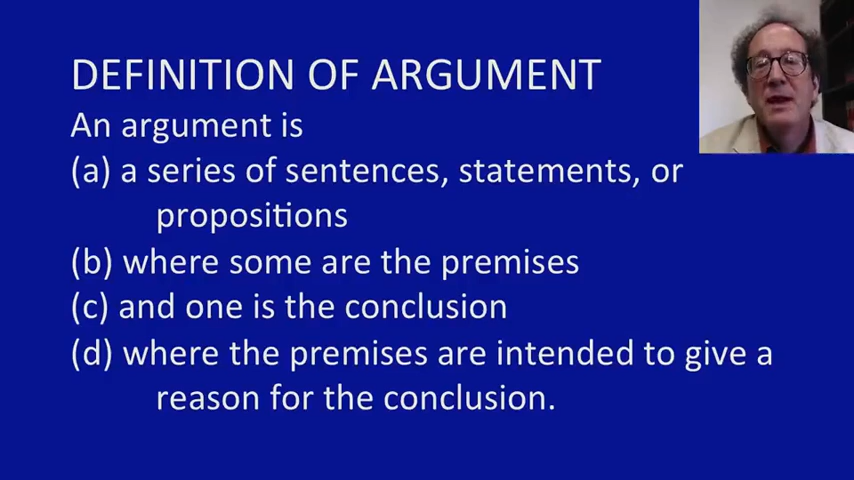 DEFINITION OF ARGUMENT
An argument is
(a) a series of sentences, statements, or
propositions
(b) where some are the premises
(c) and one is the conclusion
(d) where the premises are intended to give a
reason for the conclusion.